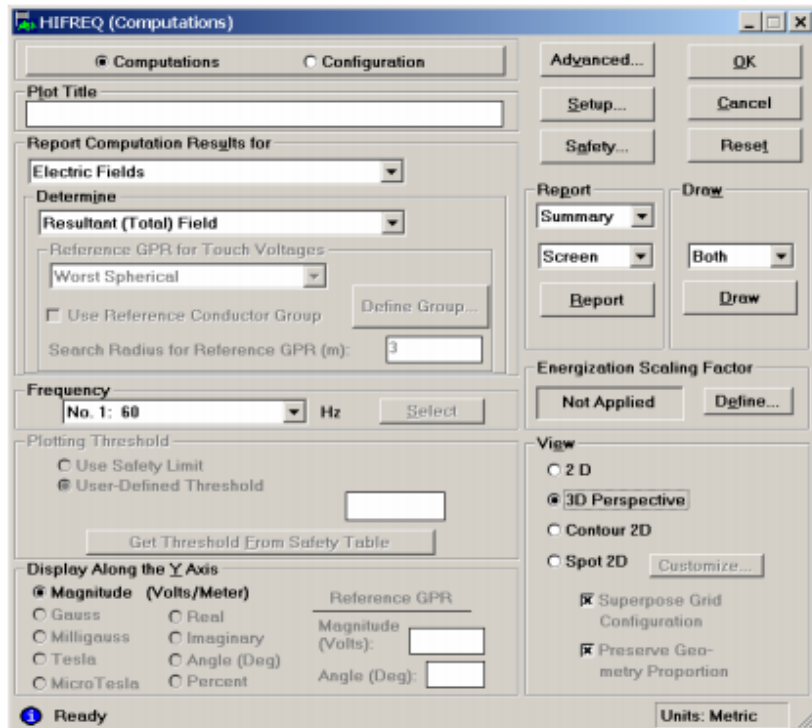 HIFREQ (Computations)
Computations
Configuration
Plot Title
Report Computation Results for
Electric Fields
Determine
Resultant (Total) Field
Reference GPR for Touch Voltages
Worst Spherical
Use Reference Conductor Group
Define Group...
Search Radius for Reference GPR (m):
3
Frequency
No. 1: 60
Hz
Select
Plotting Threshold
Use Safety Limit
User-Defined Threshold
Get Threshold From Safety Table
Display Along the Y Axis
Magnitude (Volts/Meter)
Gauss
Real
Milligauss
Imaginary
Tesla
Angle (Deg)
MicroTesla
Percent
Reference GPR
Magnitude
(Volts):
Angle (Deg):
Advanced...
OK
Setup...
Cancel
Safety...
Reset
Report
Summary
Screen
Report
Draw
Both
Draw
Energization Scaling Factor
Not Applied
Define...
View
2 D
3D Perspective
Contour 2D
Spot 2D
Customize...
Superpose Grid
Configuration
Preserve Geo-
metry Proportion
Ready
Units: Metric